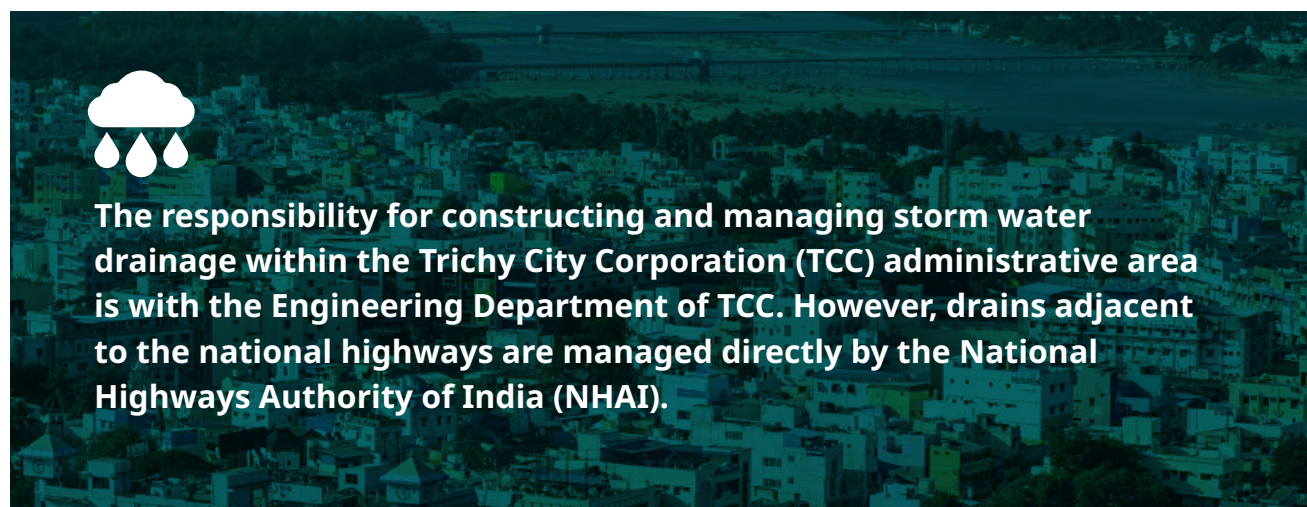 The responsibility for constructing and managing storm water
drainage within the Trichy City Corporation (TCC) administrative area
is with the Engineering Department of TCC. However, drains adjacent
to the national highways are managed directly by the National
Highways Authority of India (NHAI).